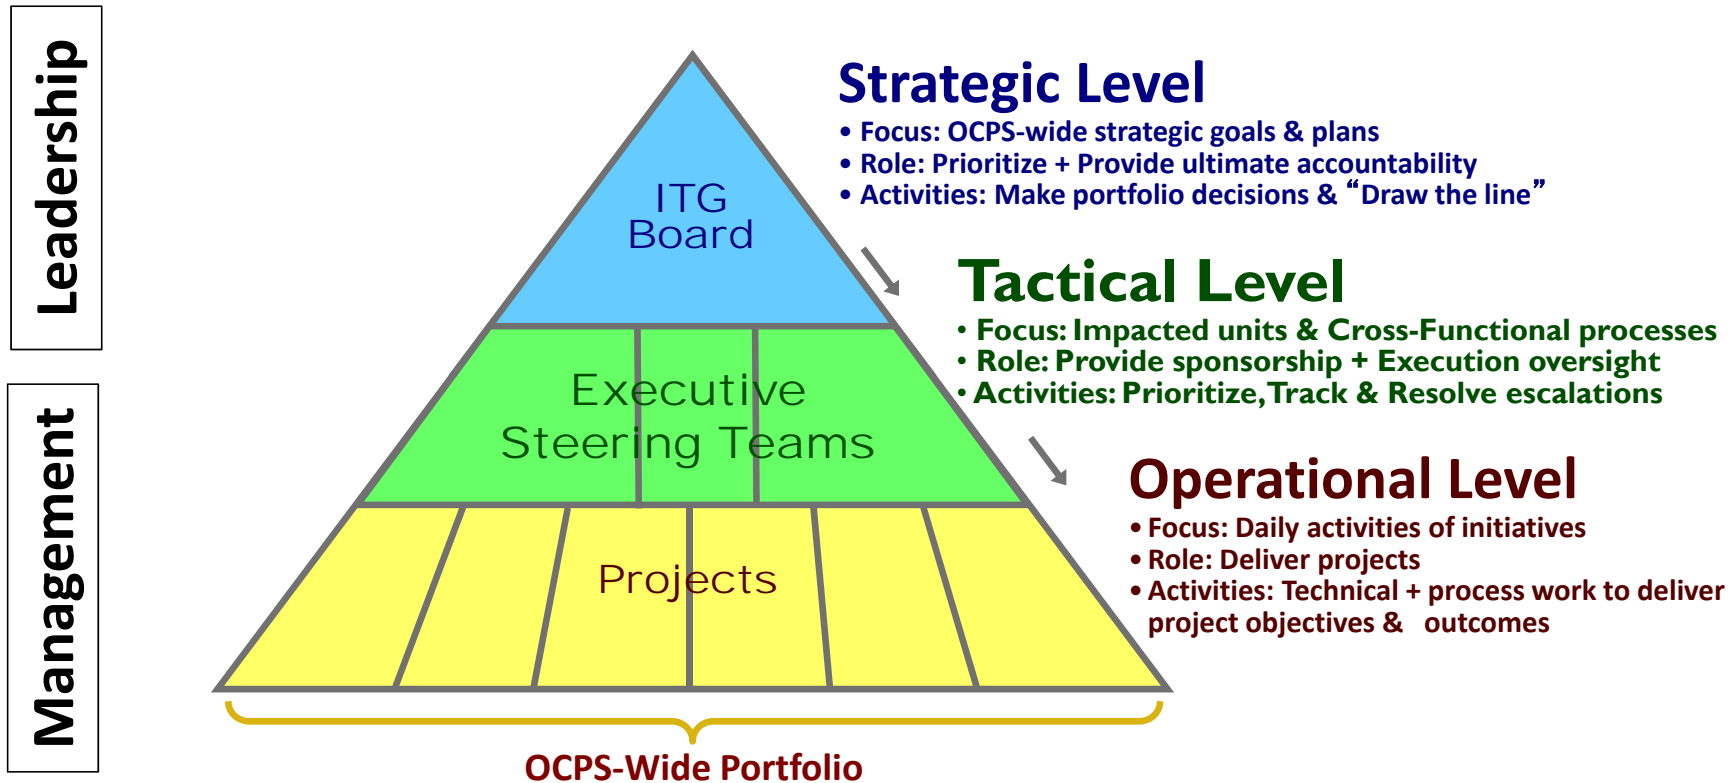 Leadership
Management
ITG
Board
Executive
Steering Teams
Projects
OCPS-Wide Portfolio
Strategic Level
• Focus: OCPS-wide strategic goals & plans
• Role: Prioritize + Provide ultimate accountability
• Activities: Make portfolio decisions & “Draw the line”
Tactical Level
• Focus: Impacted units & Cross-Functional processes
• Role: Provide sponsorship + Execution oversight
• Activities: Prioritize, Track & Resolve escalations
Operational Level
• Focus: Daily activities of initiatives
• Role: Deliver projects
• Activities: Technical + process work to deliver
project objectives & outcomes